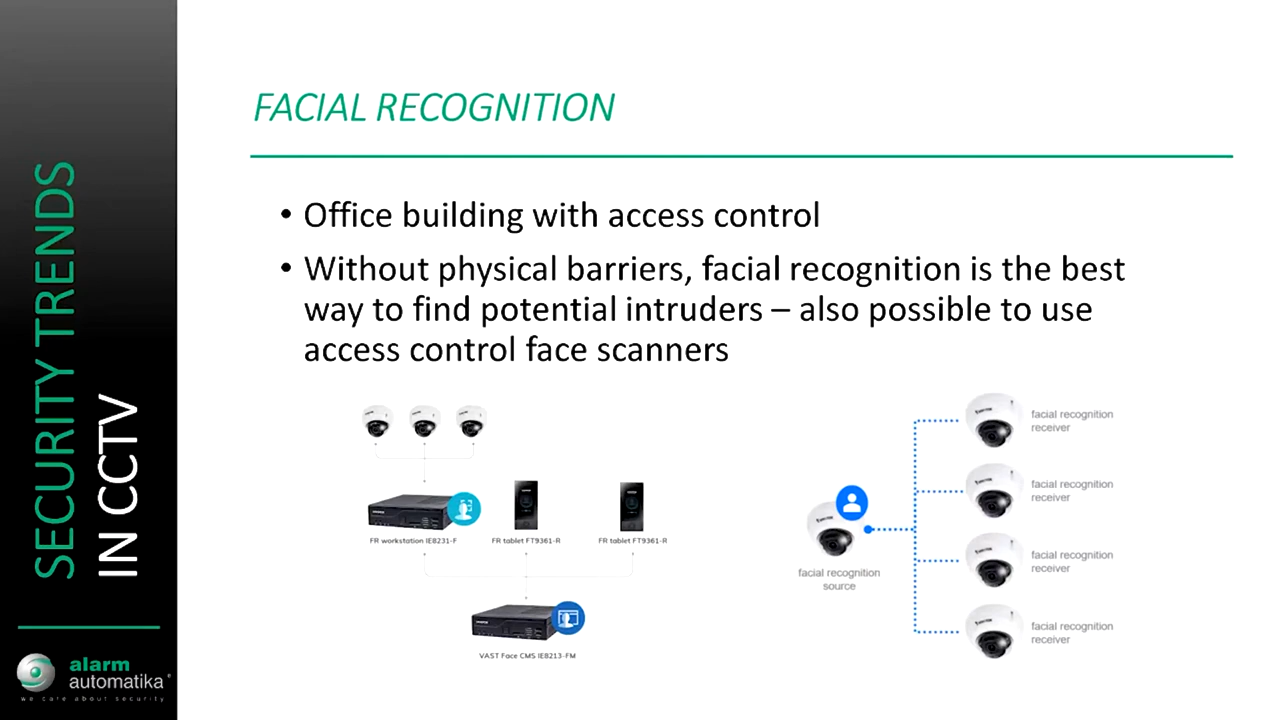 SECURITY TRENDS
IN CCTV
alarm
automatika®
we care about security
FACIAL RECOGNITION
• Office building with access control
• Without physical barriers, facial recognition is the best
way to find potential intruders – also possible to use
access control face scanners
FR workstation IE8231-F
FR tablet FT9361-R
FR tablet FT9361-R
VAST Face CMS IE8213-FM
facial recognition
source
facial recognition
receiver
facial recognition
receiver
facial recognition
receiver
facial recognition
receiver